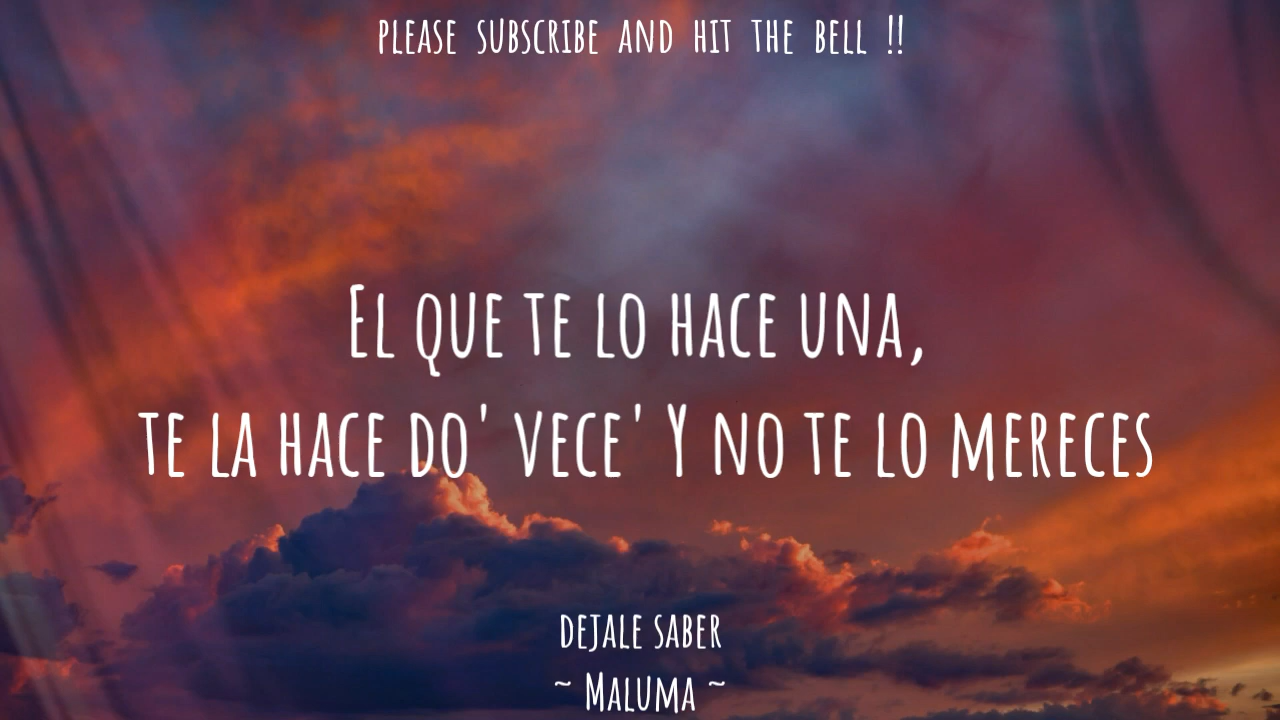 PLEASE SUBSCRIBE AND HIT THE BELL !!
El que te lo hace una,
te la hace do' vece' Y no te lo mereces
DEJALE SABER
~ Maluma ~